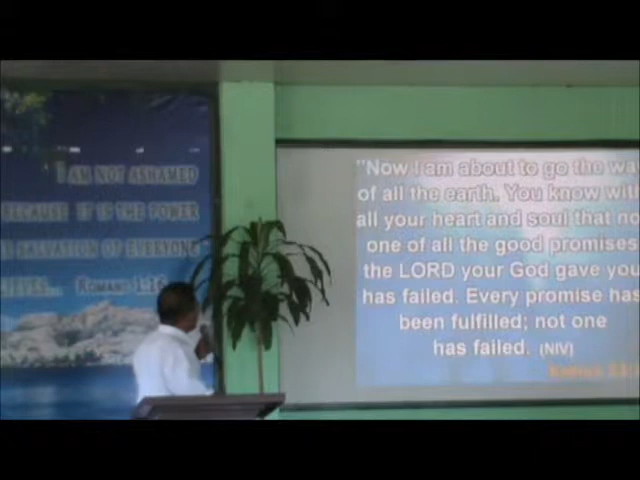 I AM NOT ASHAMED
BECAUSE IT IS THE POWER
SALVATION OF EVERYONE
ROMANS 1:16
"Now I am about to go the wa
of all the earth. You know wit
all your heart and soul that no
one of all the good promises
the LORD your God gave you
has failed. Every promise has
been fulfilled; not one
has failed. (NIV)